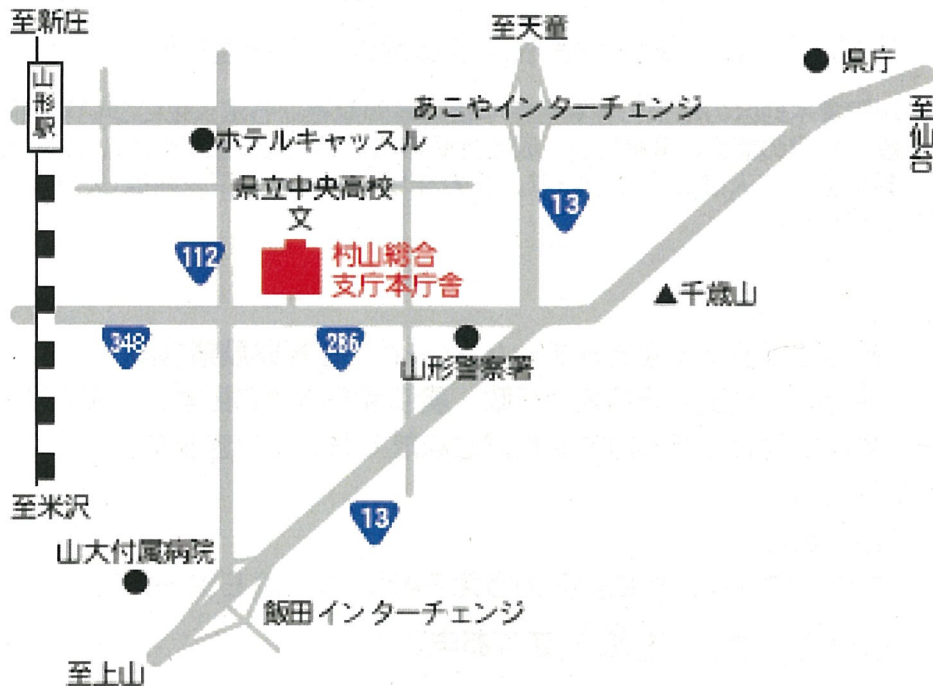 至新庄
至天童
県庁
山形駅
あこやインターチェンジ
至仙台
ホテルキャッスル
県立中央高校
文
13
112
村山総合
支庁本庁舎
千歳山
348
286
山形警察署
至米沢
13
山大付属病院
飯田インターチェンジ
至上山